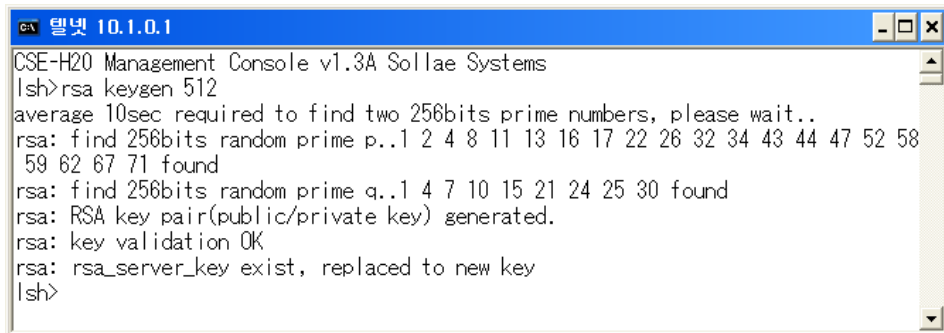 텔넷 10.1.0.1
CSE-H20 Management Console v1.3A Sollae Systems
lsh>rsa keygen 512
average 10sec required to find two 256bits prime numbers, please wait..
rsa: find 256bits random prime p..1 2 4 8 11 13 16 17 22 26 32 34 43 44 47 52 58
 59 62 67 71 found
rsa: find 256bits random prime q..1 4 7 10 15 21 24 25 30 found
rsa: RSA key pair(public/private key) generated.
rsa: key validation OK
rsa: rsa_server_key exist, replaced to new key
lsh>